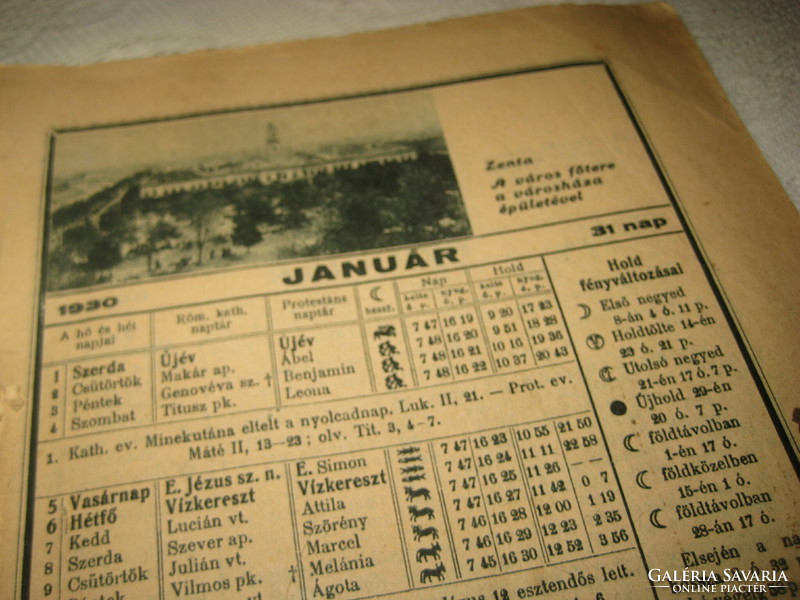 Zenta
A város főtere
a városháza
épületével
1930
JANUÁR
31 nap
A hó és hét
napjai
Róm. kath.
naptár
Protestáns
naptár
Nap
kelte
nyug.
ó. p.
Hold
kelte
nyug.
ó. p.
1 Szerda Újév Újév 7 47 16 19 9 20 17 23
2 Csütörtök Makár ap. Ábel 7 48 16 20 9 51 18 28
3 Péntek Genovéva sz. † Benjamin 7 48 16 21 10 16 19 36
4 Szombat Titusz pk. Leona 7 48 16 22 10 37 20 43
1. Kath. ev. Minekutána eltelt a nyolcadnap. Luk. II, 21. — Prot. ev.
Máté II, 13—23; olv. Tit. 3, 4—7.
5 Vasárnap E. Jézus sz. n. E. Simon 7 47 16 23 10 55 21 50
6 Hétfő Vízkereszt Vízkereszt 7 47 16 24 11 11 22 58
7 Kedd Lucián vt. Attila 7 47 16 25 11 26 — —
8 Szerda Szever ap. Szörény 7 47 16 27 11 42 0 7
9 Csütörtök Julián vt. Marcel 7 46 16 28 12 00 1 19
Vilmos pk. † Melánia 7 46 16 29 12 23 2 35
Ágota 7 45 16 30 12 52 3 56
12 esztendős lett.
Hold
fényváltozásai
Első negyed
8-án 4 ó. 11 p.
Holdtölte 14-én
23 ó. 21 p.
Utolsó negyed
21-én 17 ó. 7 p.
Újhold 29-én
20 ó. 7 p.
földtávolban
1-én 17 ó.
földközelben
15-én 1 ó.
földtávolban
28-án 17 ó.
Elsején a
GALÉRIA SAVARIA
ONLINE PIACTÉR